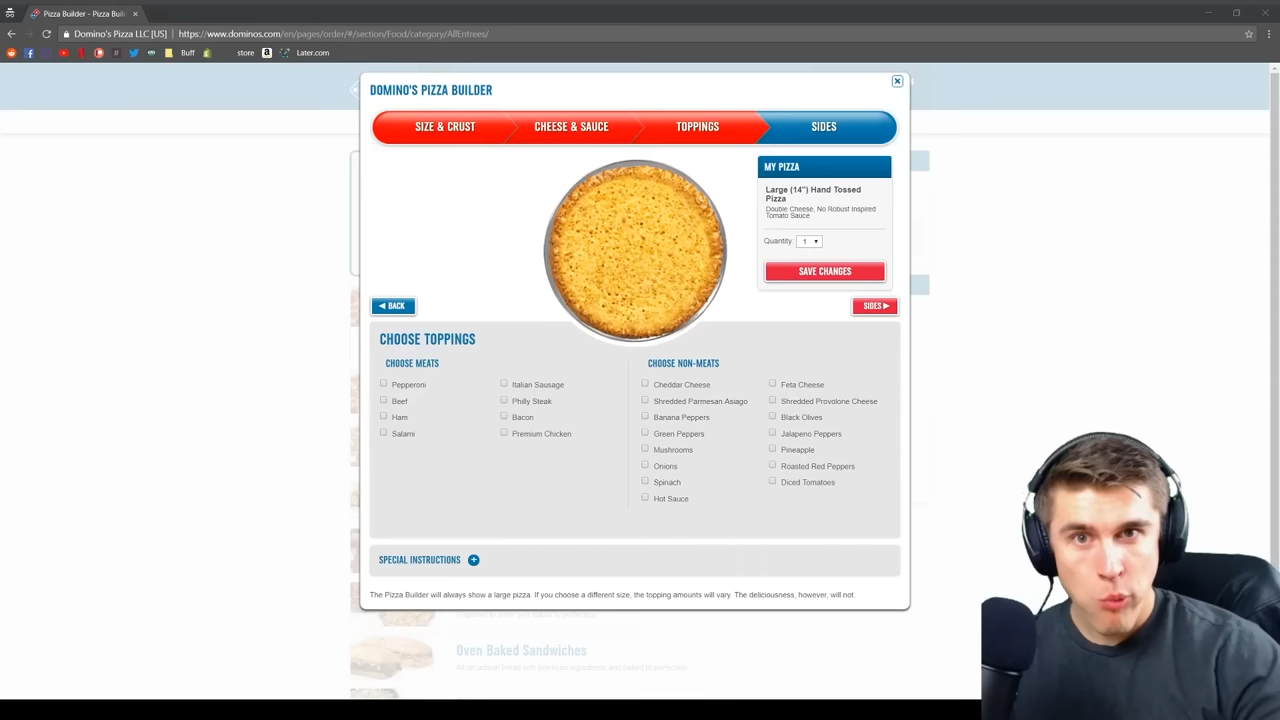 Pizza Builder - Pizza Buil
Domino's Pizza LLC [US] https://www.dominos.com/en/pages/order/#/section/Food/category/AllEntrees/
Buff store Later.com
DOMINO'S PIZZA BUILDER
SIZE & CRUST CHEESE & SAUCE TOPPINGS SIDES
MY PIZZA
Large (14") Hand Tossed
Pizza
Double Cheese, No Robust Inspired
Tomato Sauce
Quantity: 1
SAVE CHANGES
BACK
SIDES
CHOOSE TOPPINGS
CHOOSE MEATS
Pepperoni Italian Sausage
Beef Philly Steak
Ham Bacon
Salami Premium Chicken
CHOOSE NON-MEATS
Cheddar Cheese Feta Cheese
Shredded Parmesan Asiago Shredded Provolone Cheese
Banana Peppers Black Olives
Green Peppers Jalapeno Peppers
Mushrooms Pineapple
Onions Roasted Red Peppers
Spinach Diced Tomatoes
Hot Sauce
SPECIAL INSTRUCTIONS
The Pizza Builder will always show a large pizza. If you choose a different size, the topping amounts will vary. The deliciousness, however, will not
Oven Baked Sandwiches